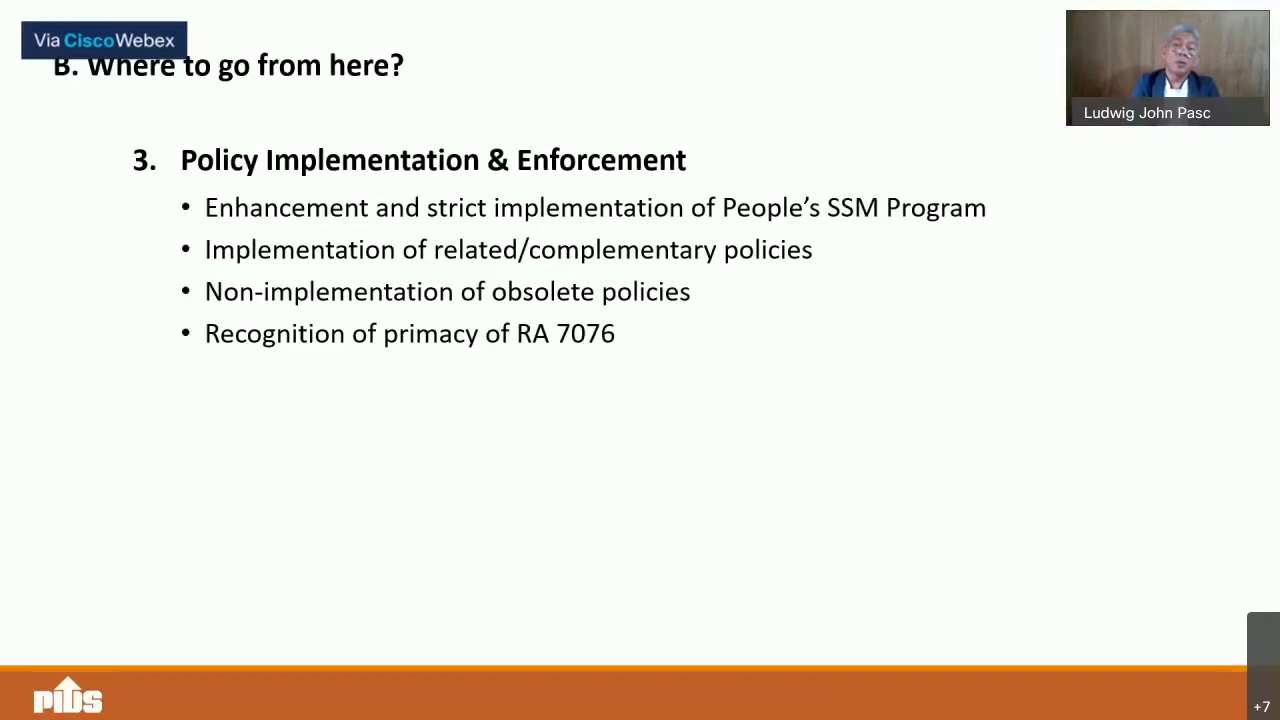 Via CiscoWebex
B. Where to go from here?
Ludwig John Pasc
3. Policy Implementation & Enforcement
• Enhancement and strict implementation of People’s SSM Program
• Implementation of related/complementary policies
• Non-implementation of obsolete policies
• Recognition of primacy of RA 7076
PIDS
+7